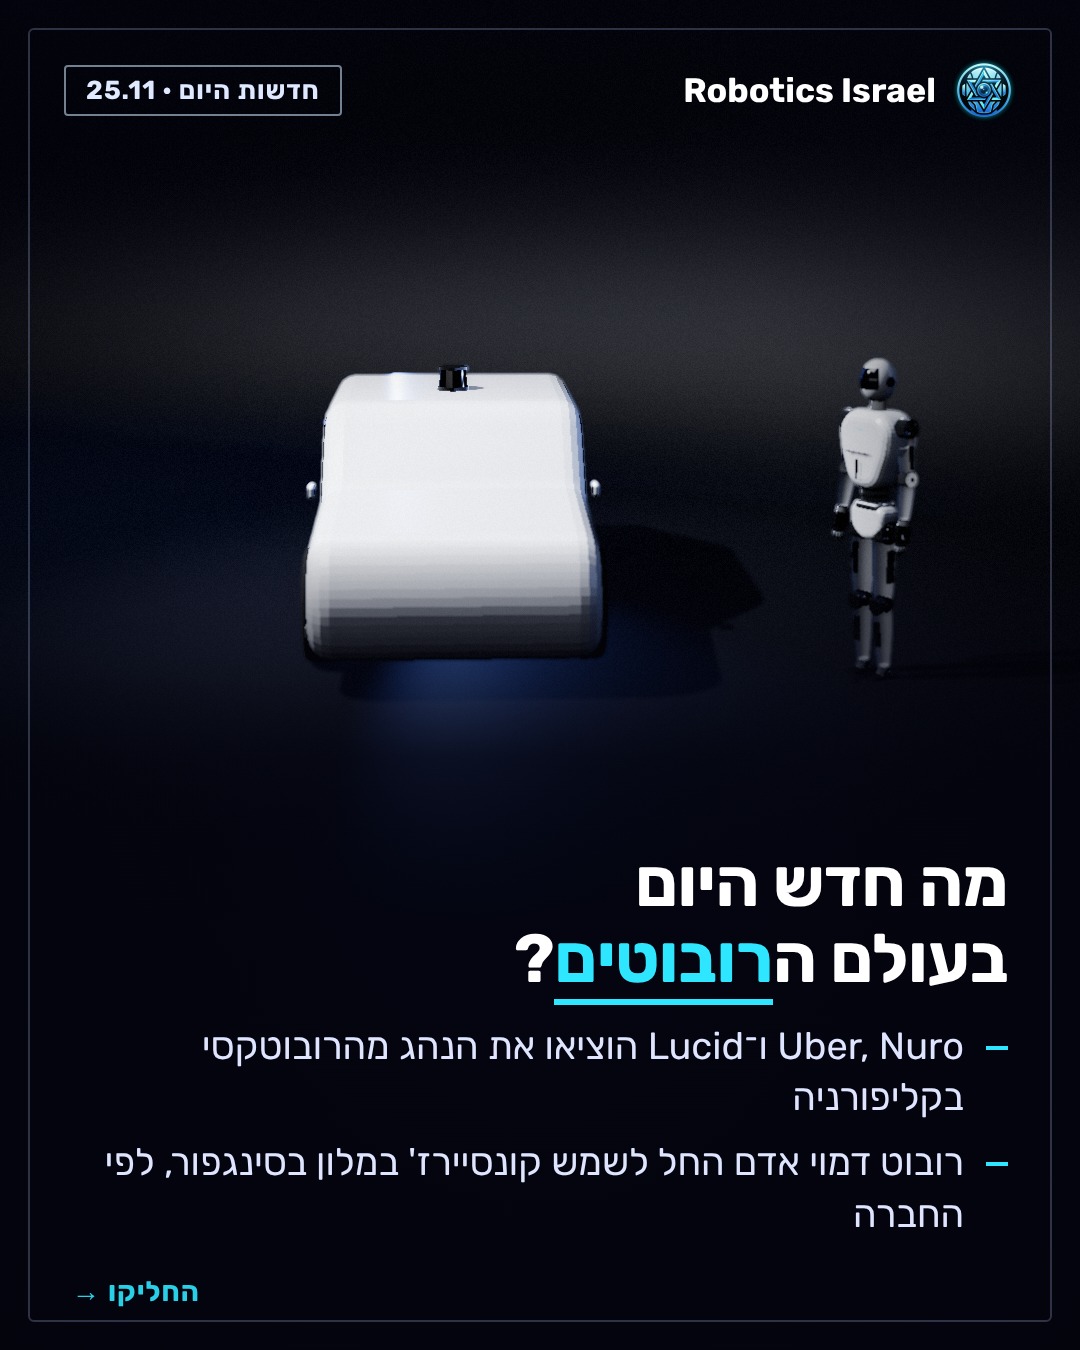 Robotics Israel
חדשות היום • 25.11
מה חדש היום
בעולם הרובוטים?
– Uber, Nuro ו־Lucid הוציאו את הנהג מהרובוטקסי
בקליפורניה
– רובוט דמוי אדם החל לשמש קונסיירז' במלון בסינגפור, לפי
החברה
החליקו →